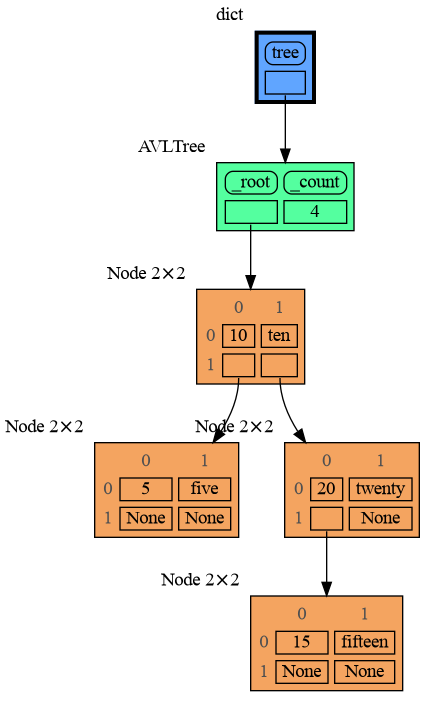 dict
tree
AVLTree
_root _count
4
Node 2×2
0 1
0 10 ten
1
Node 2×2
0 1
0 5 five
1 None None
Node 2×2
0 1
0 20 twenty
1 None
Node 2×2
0 1
0 15 fifteen
1 None None